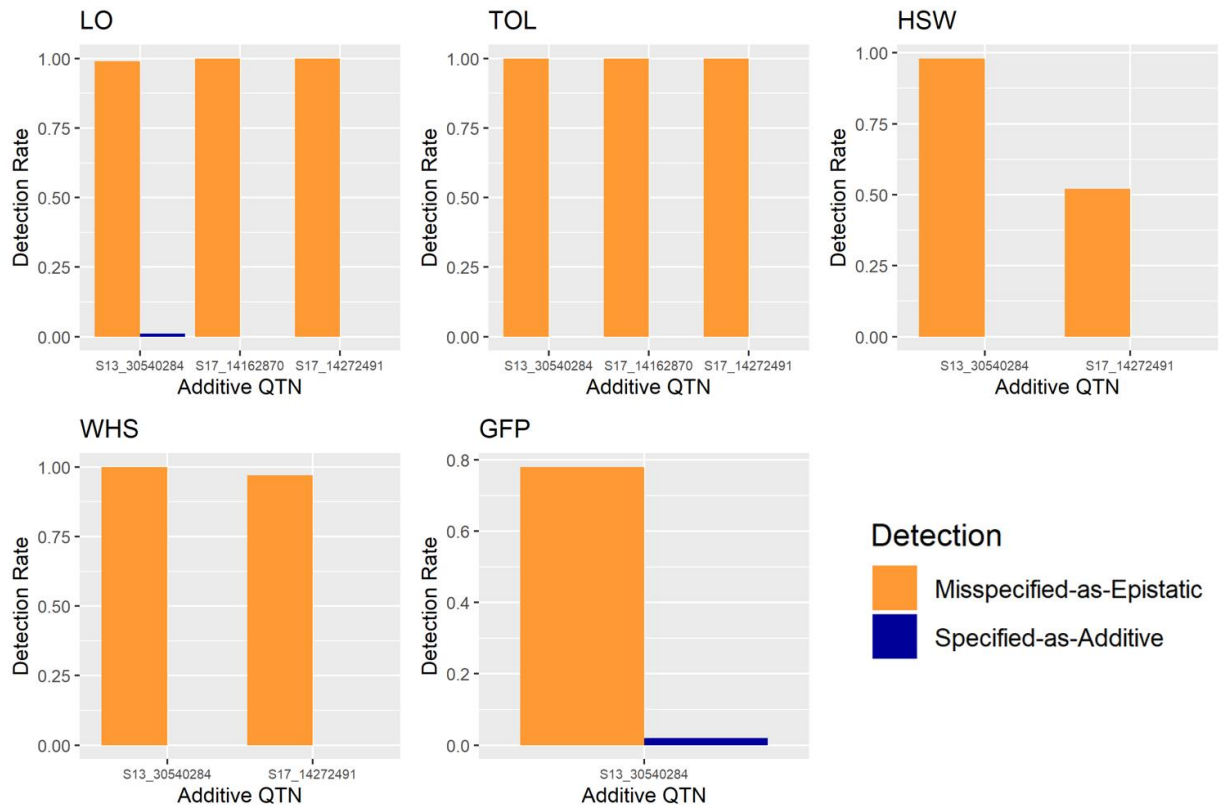 LO
Detection Rate
1.00
0.75
0.50
0.25
0.00
S13_30540284 S17_14162870 S17_14272491
Additive QTN
TOL
Detection Rate
1.00
0.75
0.50
0.25
0.00
S13_30540284 S17_14162870 S17_14272491
Additive QTN
HSW
Detection Rate
1.00
0.75
0.50
0.25
0.00
S13_30540284 S17_14272491
Additive QTN
WHS
Detection Rate
1.00
0.75
0.50
0.25
0.00
S13_30540284 S17_14272491
Additive QTN
GFP
Detection Rate
0.8
0.6
0.4
0.2
0.0
S13_30540284
Additive QTN
Detection
Misspecified-as-Epistatic
Specified-as-Additive